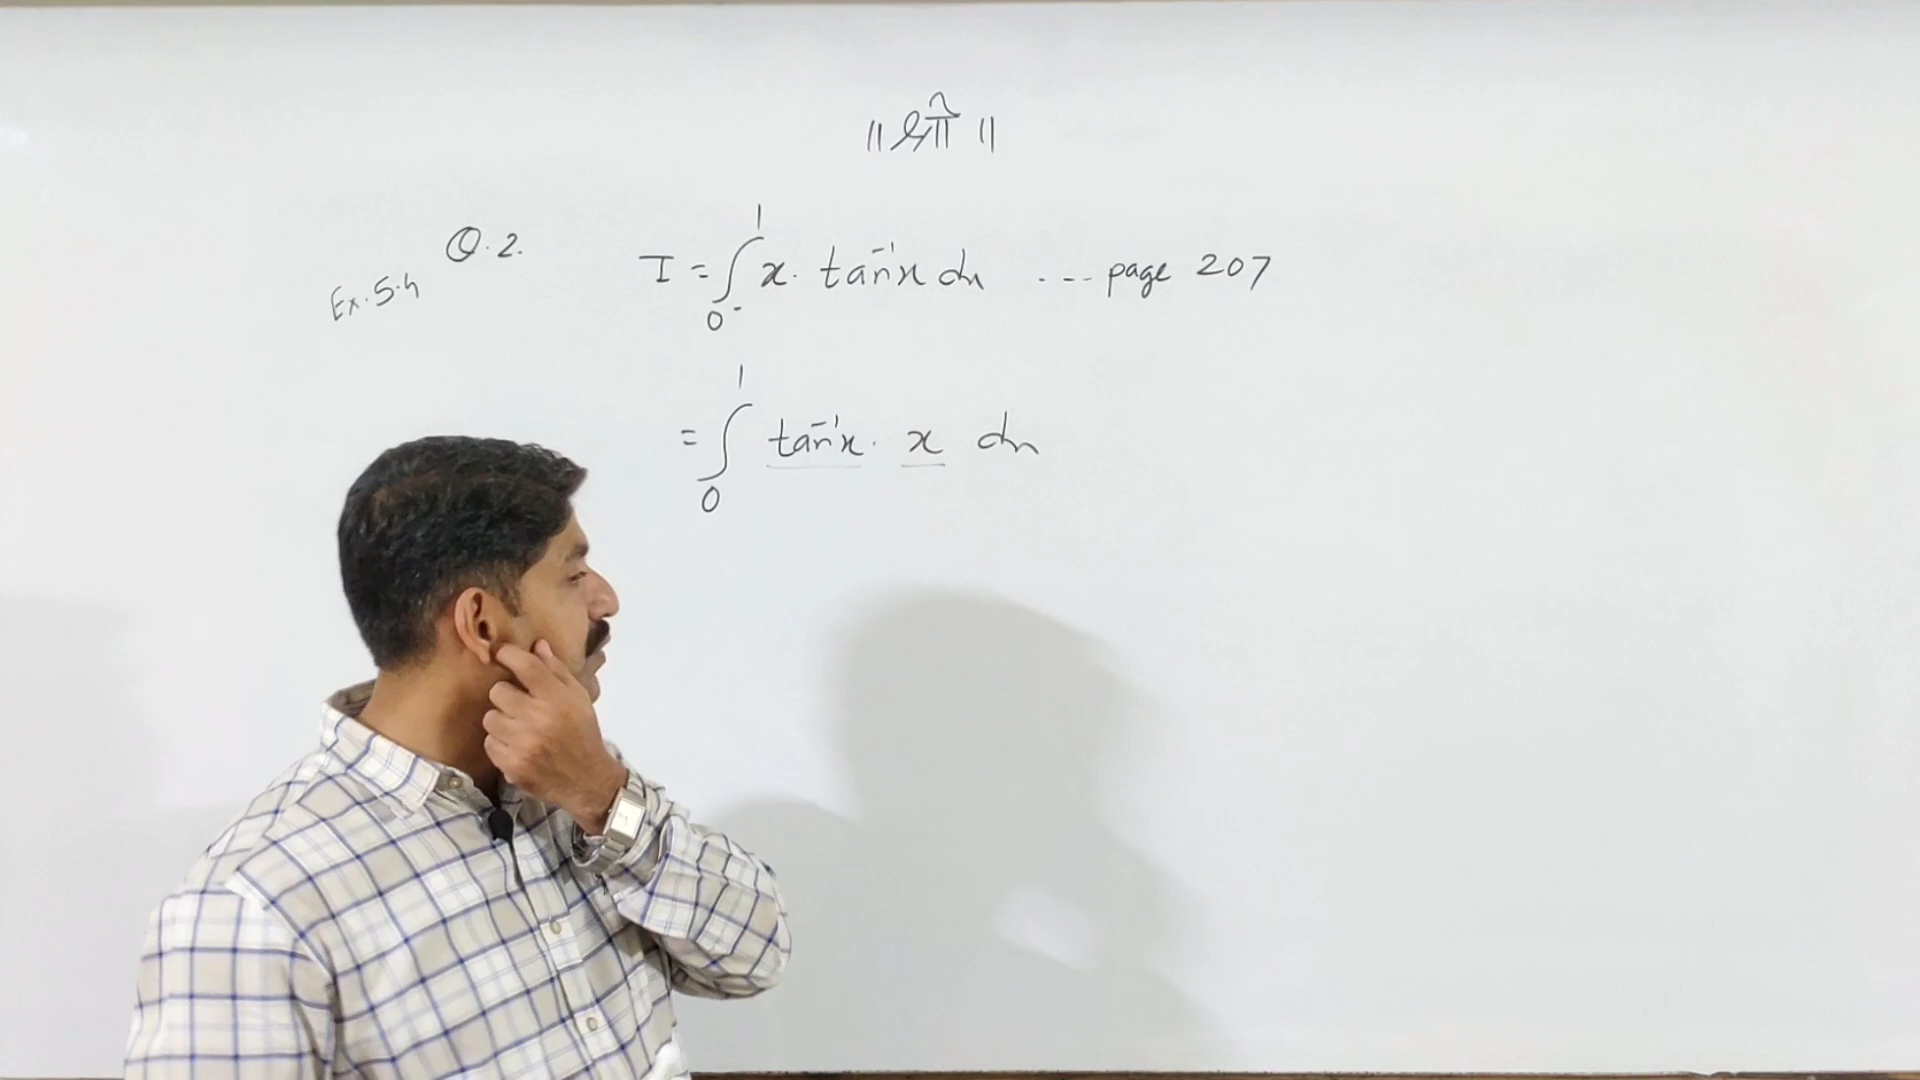 ॥ श्री ॥
Q.2. I = ∫₀¹ x. tan⁻¹x dx ---- page 207
Ex. 5.4
= ∫₀¹ tan⁻¹x. x dx